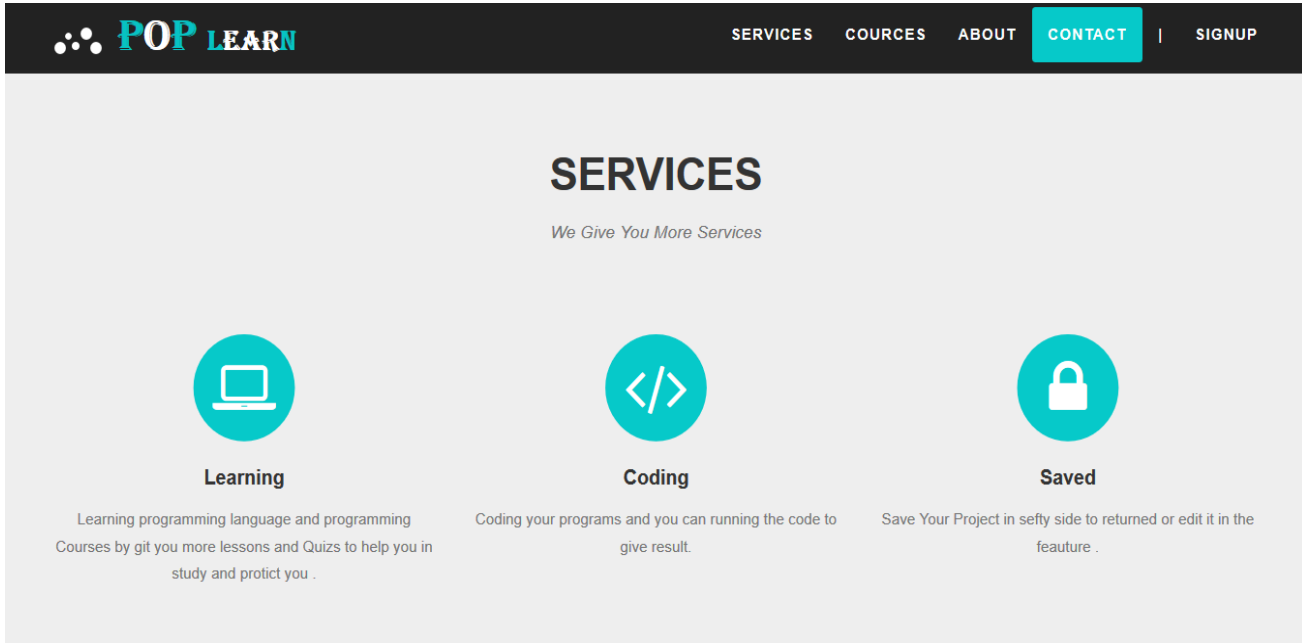 POP LEARN
SERVICES COURCES ABOUT CONTACT | SIGNUP
SERVICES
We Give You More Services
Learning
Learning programming language and programming
Courses by git you more lessons and Quizs to help you in
study and protict you .
Coding
Coding your programs and you can running the code to
give result.
Saved
Save Your Project in sefty side to returned or edit it in the
feauture .